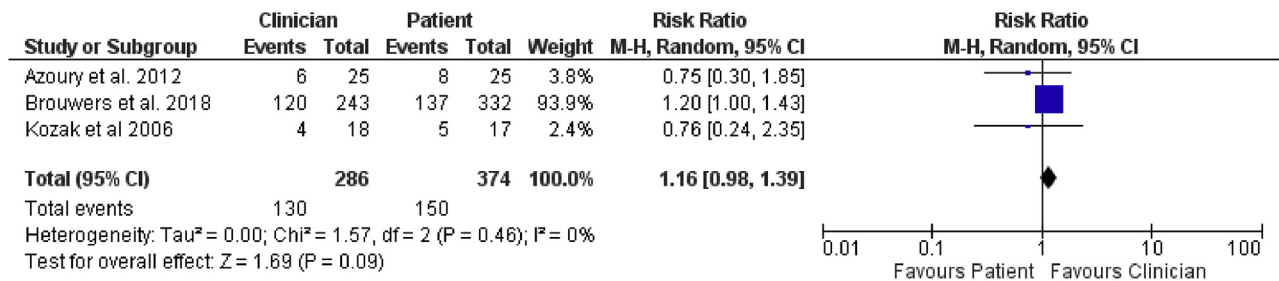 Clinician Patient Risk Ratio Risk Ratio
Study or Subgroup Events Total Events Total Weight M-H, Random, 95% CI M-H, Random, 95% CI
Azoury et al. 2012 6 25 8 25 3.8% 0.75 [0.30, 1.85]
Brouwers et al. 2018 120 243 137 332 93.9% 1.20 [1.00, 1.43]
Kozak et al 2006 4 18 5 17 2.4% 0.76 [0.24, 2.35]
Total (95% CI) 286 374 100.0% 1.16 [0.98, 1.39]
Total events 130 150
Heterogeneity: Tau² = 0.00; Chi² = 1.57, df = 2 (P = 0.46); I² = 0%
Test for overall effect: Z = 1.69 (P = 0.09)
0.01 0.1 1 10 100
Favours Patient Favours Clinician